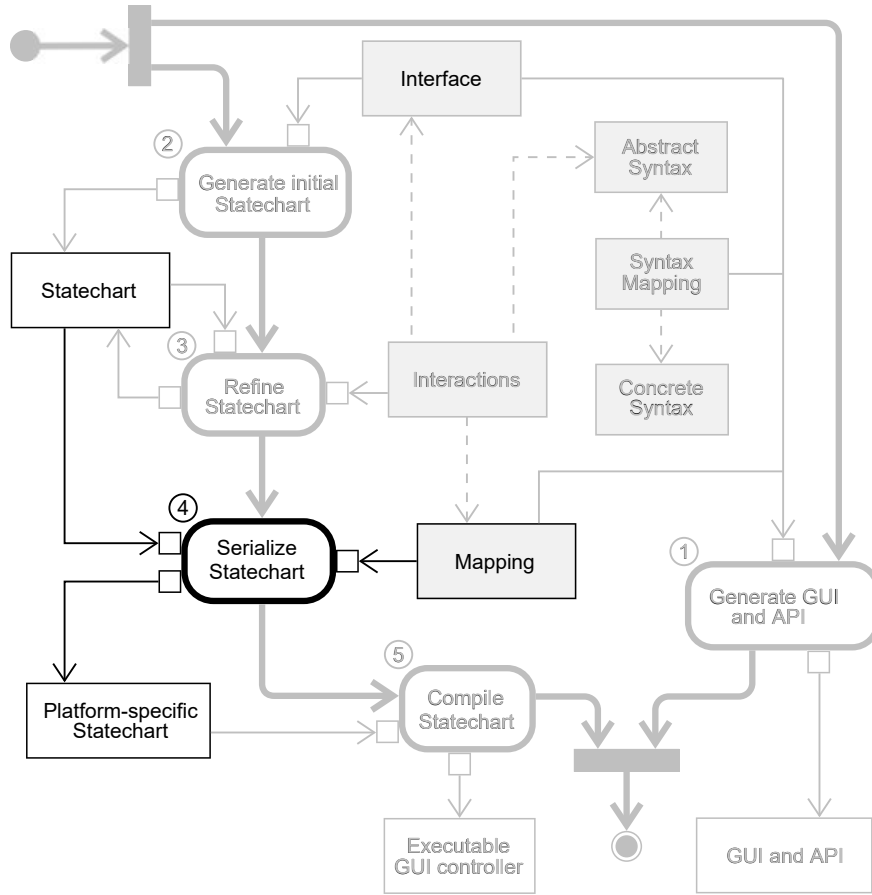 Interface
2
Generate initial
Statechart
Abstract
Syntax
Statechart
Syntax
Mapping
3
Refine
Statechart
Interactions
Concrete
Syntax
4
Serialize
Statechart
Mapping
1
Generate GUI
and API
5
Compile
Statechart
Platform-specific
Statechart
Executable
GUI controller
GUI and API